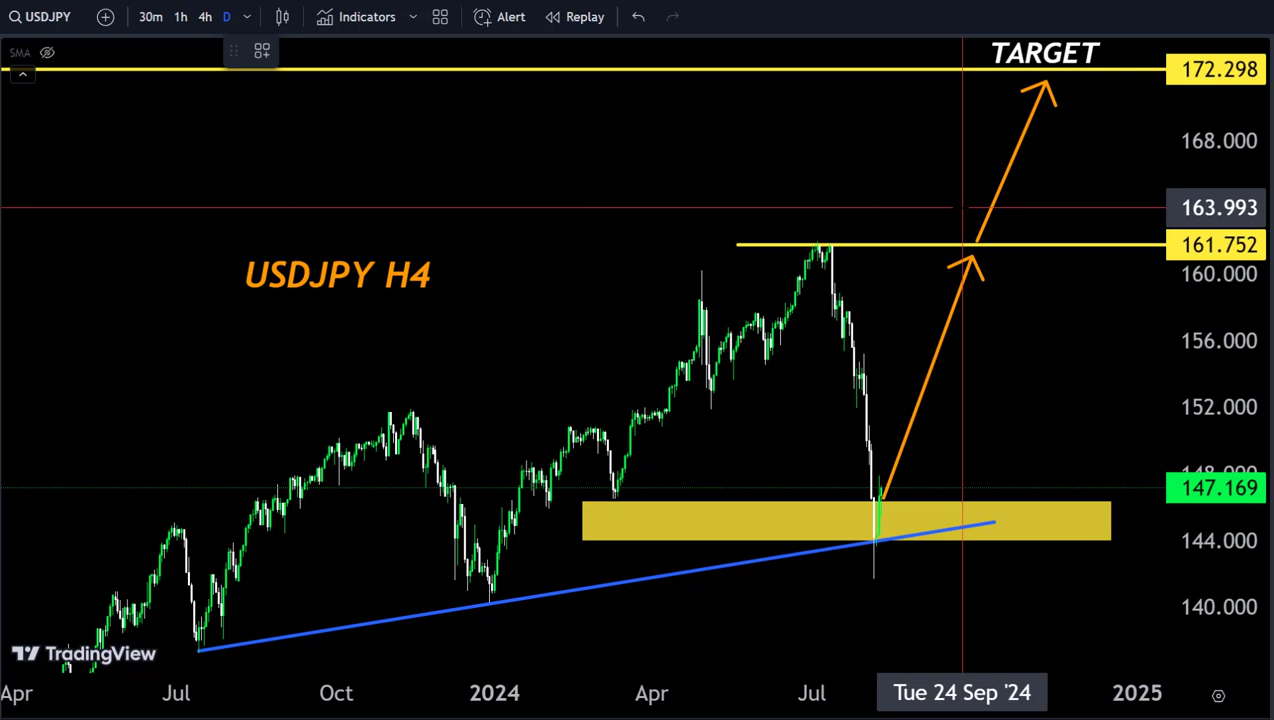 USDJPY 30m 1h 4h D Indicators Alert Replay
SMA
TARGET
172.298
168.000
163.993
161.752
USDJPY H4
160.000
156.000
152.000
148.000
147.169
144.000
140.000
TradingView
Apr Jul Oct 2024 Apr Jul Tue 24 Sep '24 2025